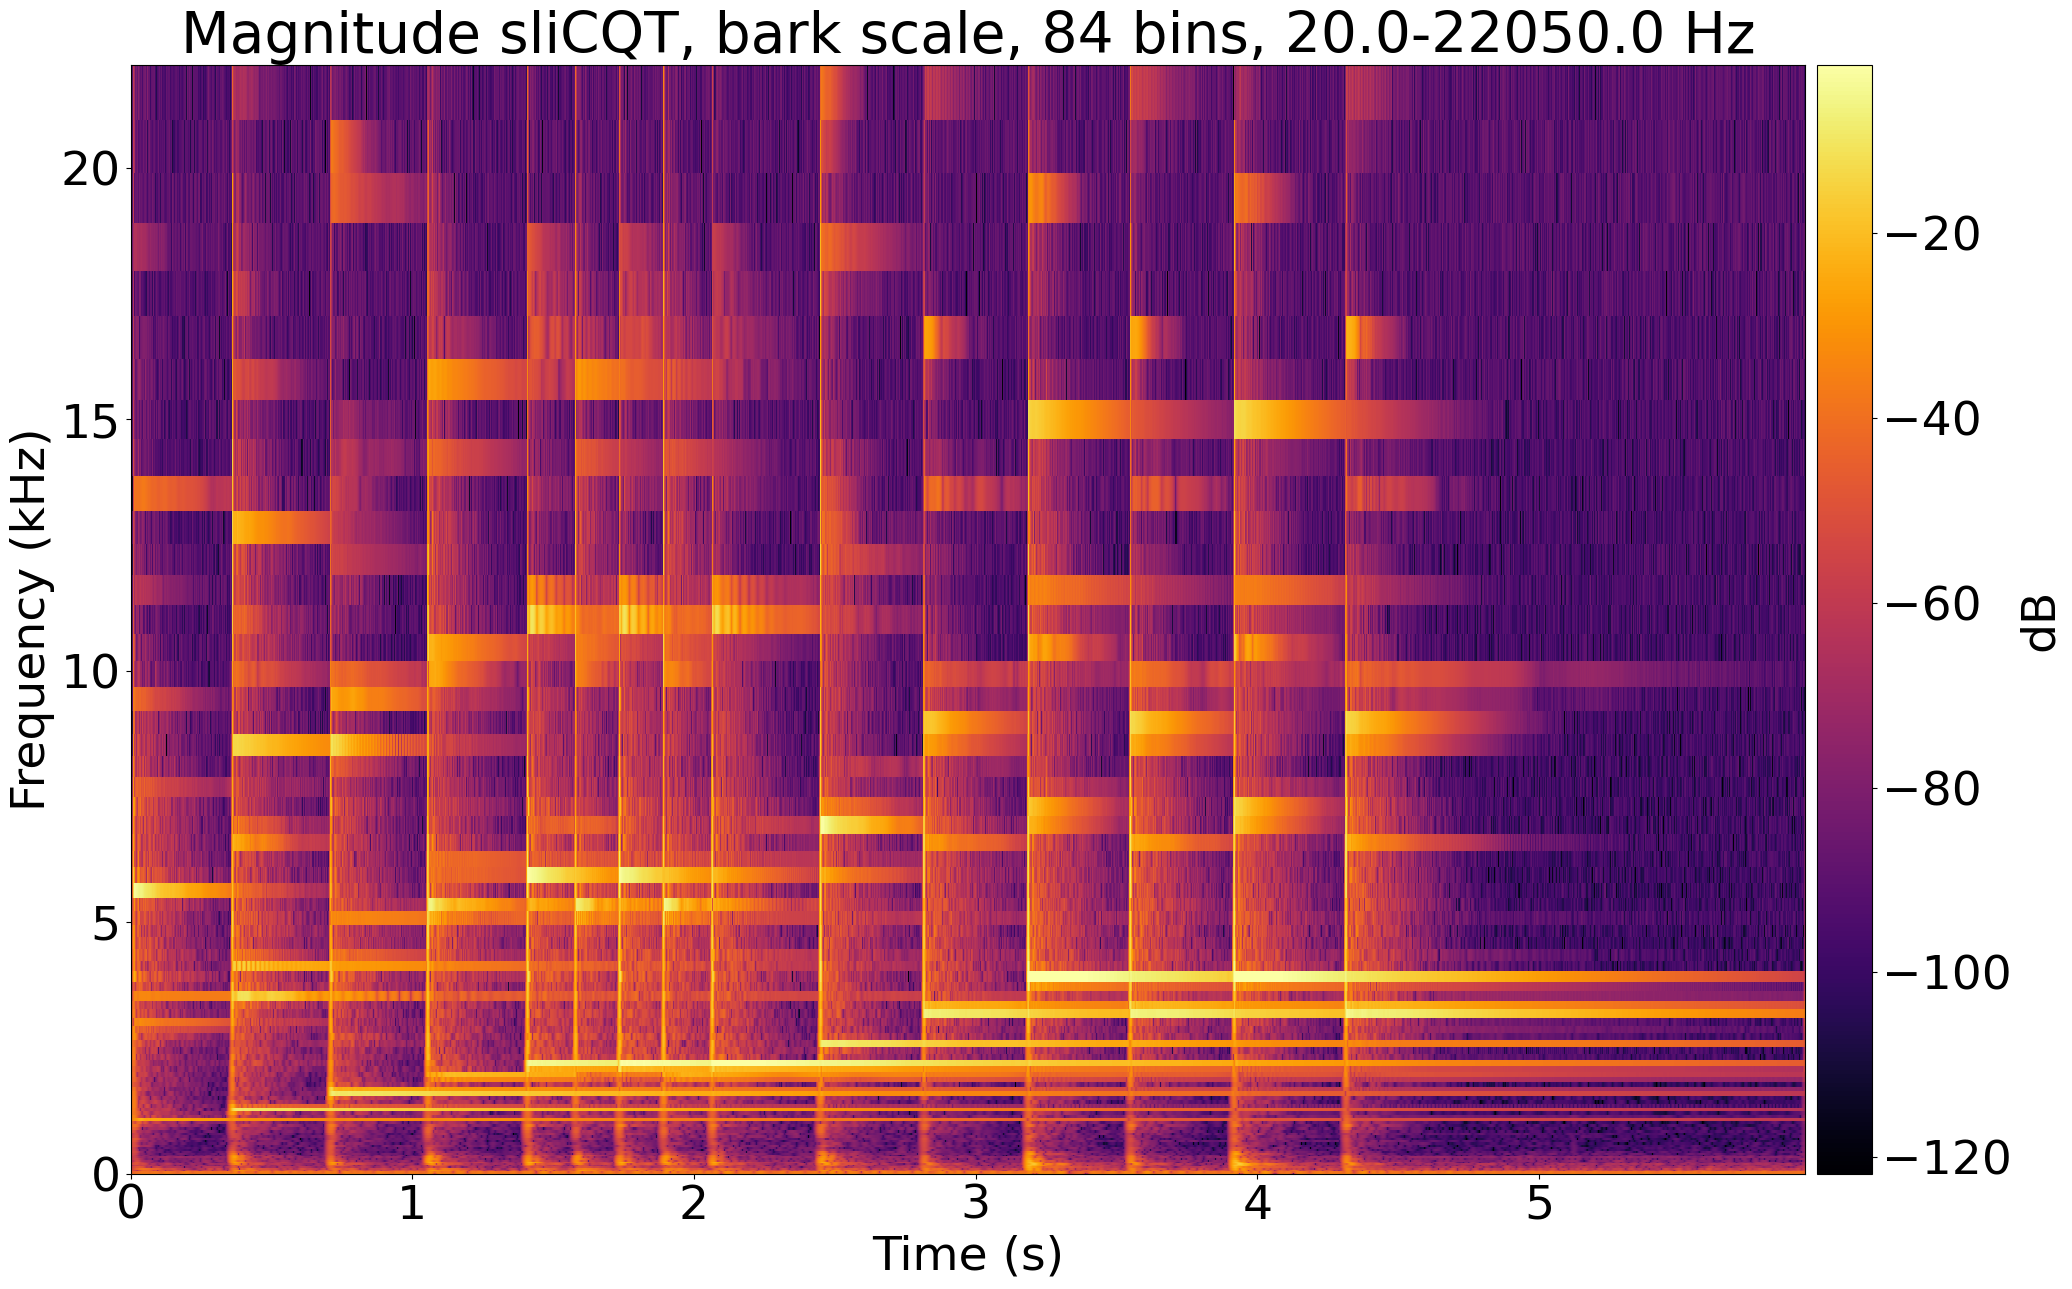 Magnitude sliCQT, bark scale, 84 bins, 20.0-22050.0 Hz
Frequency (kHz)
20
15
10
5
0
0 1 2 3 4 5
Time (s)
−20
−40
−60
−80
−100
−120
dB